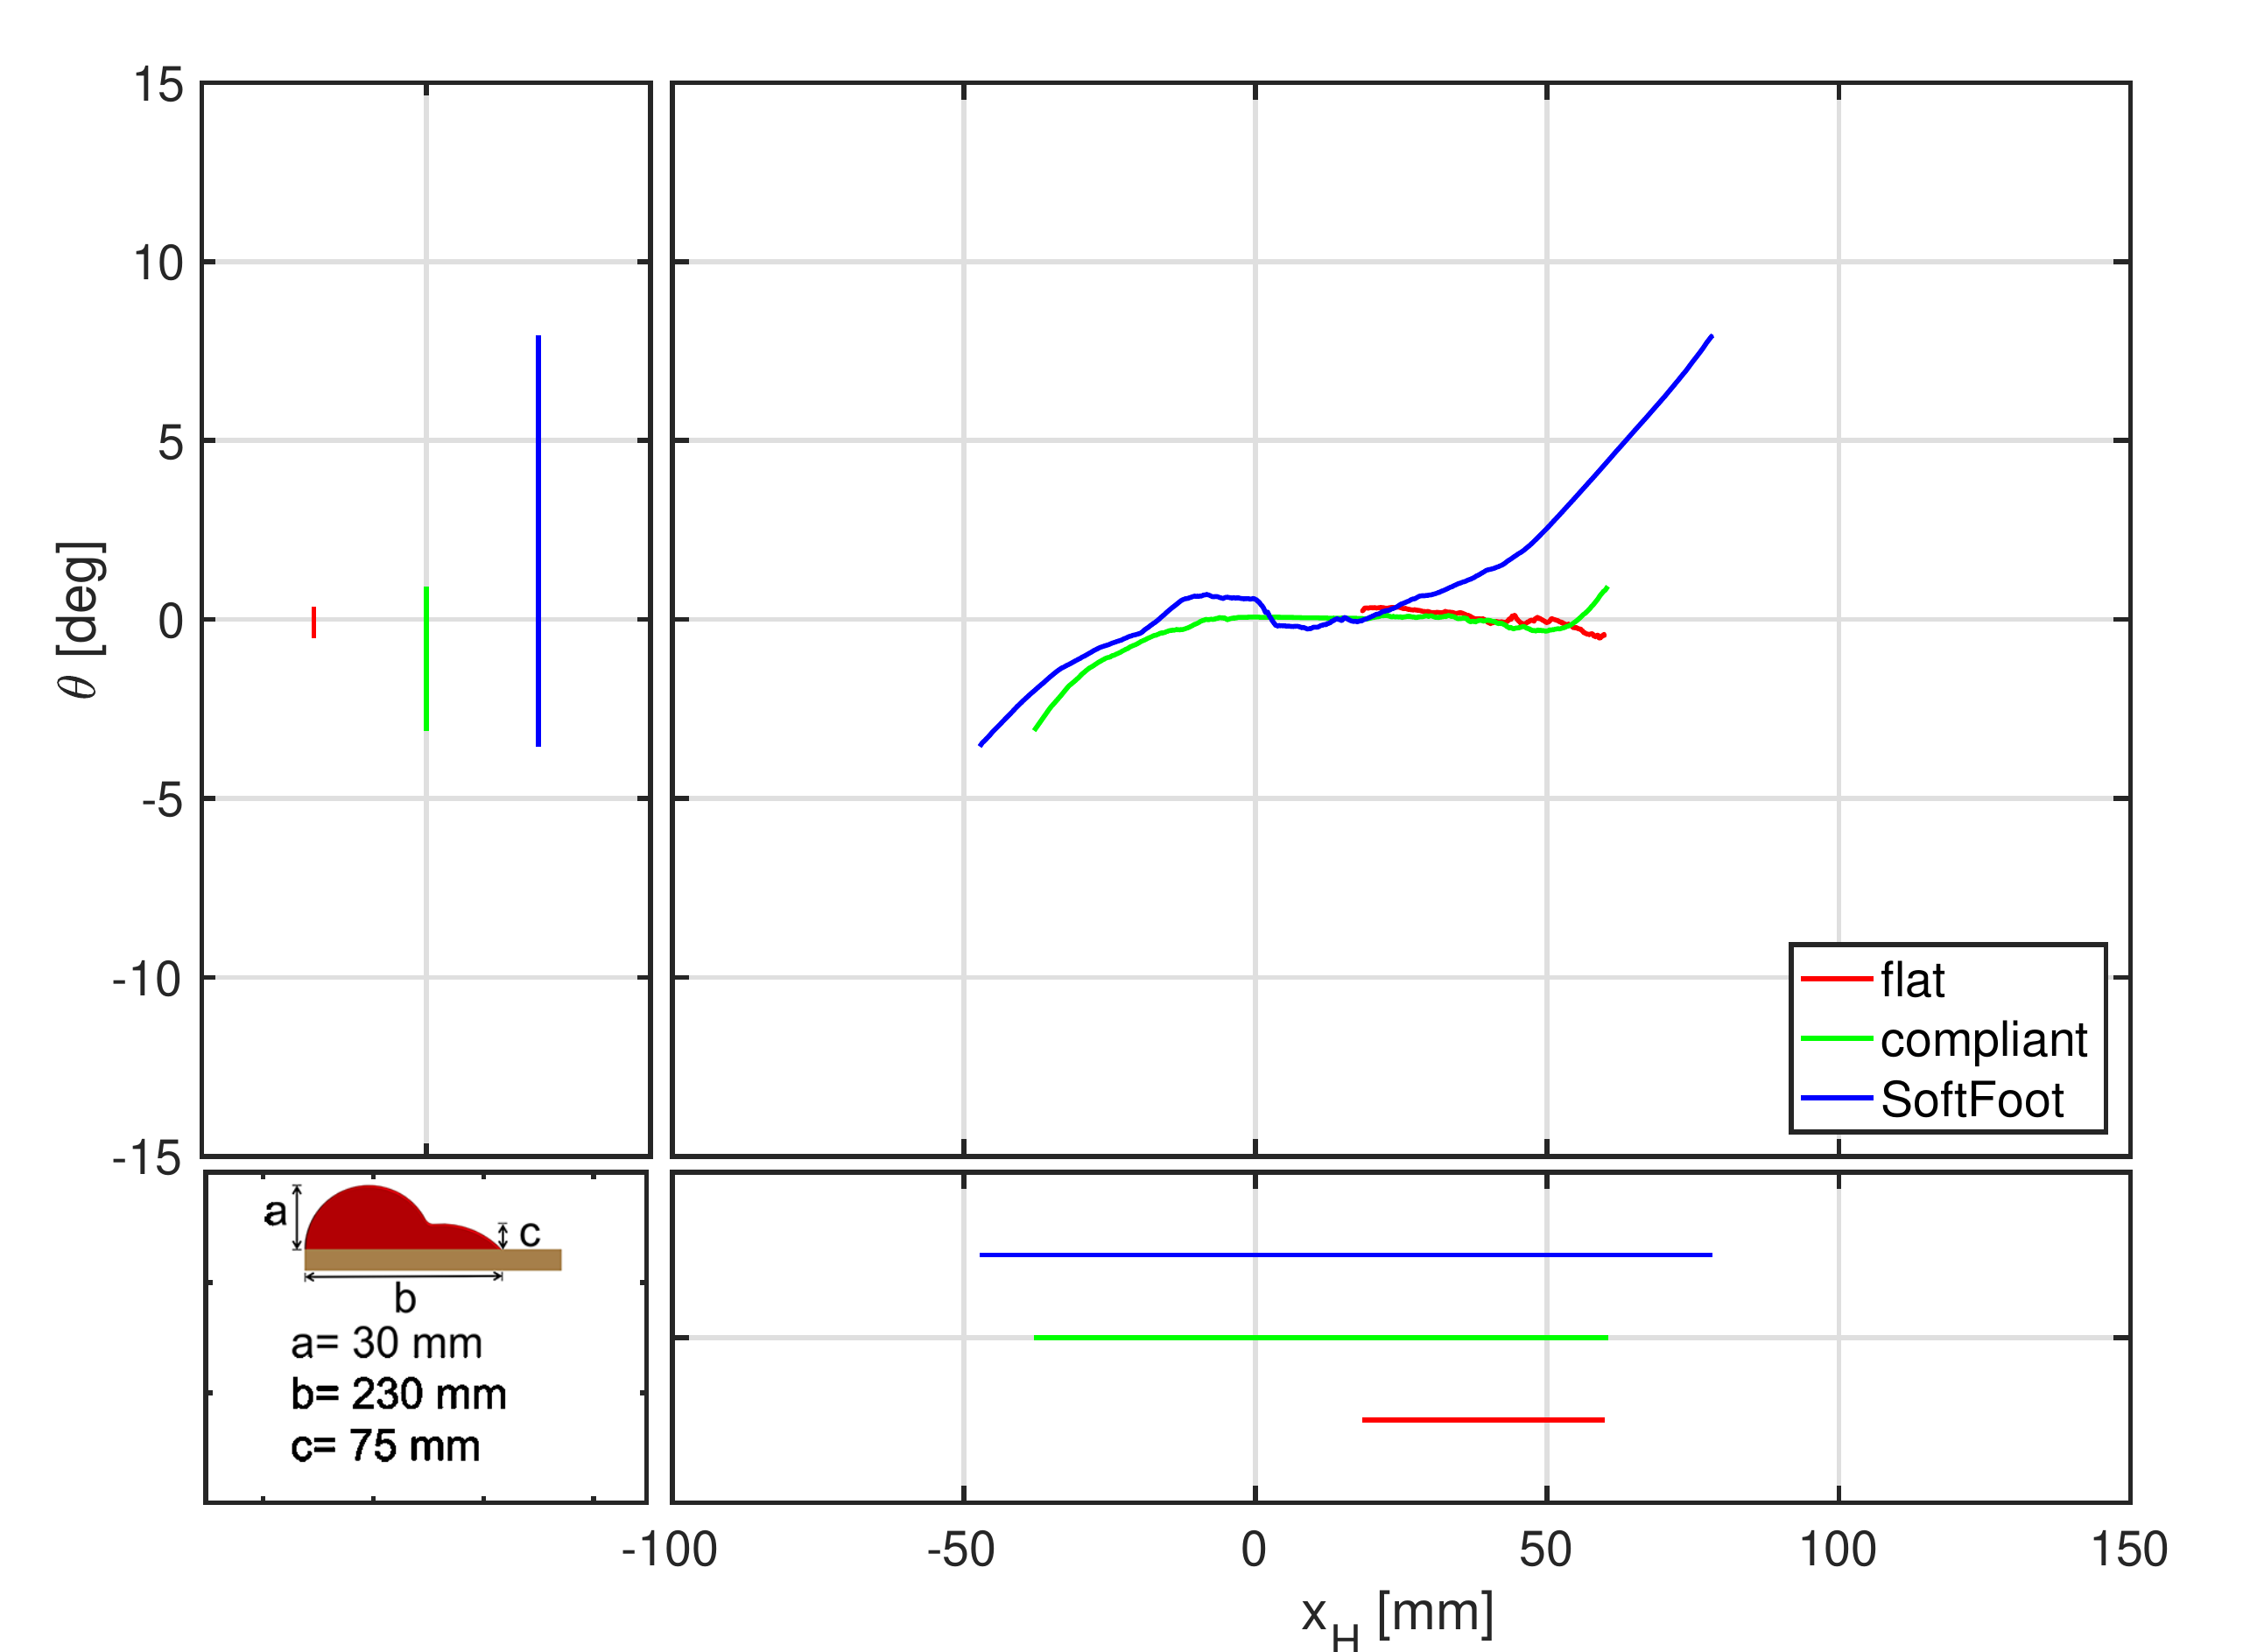 15
10
5
0
-5
-10
-15
θ [deg]
flat
compliant
SoftFoot
a
c
b
a= 30 mm
b= 230 mm
c= 75 mm
-100 -50 0 50 100 150
x_H [mm]